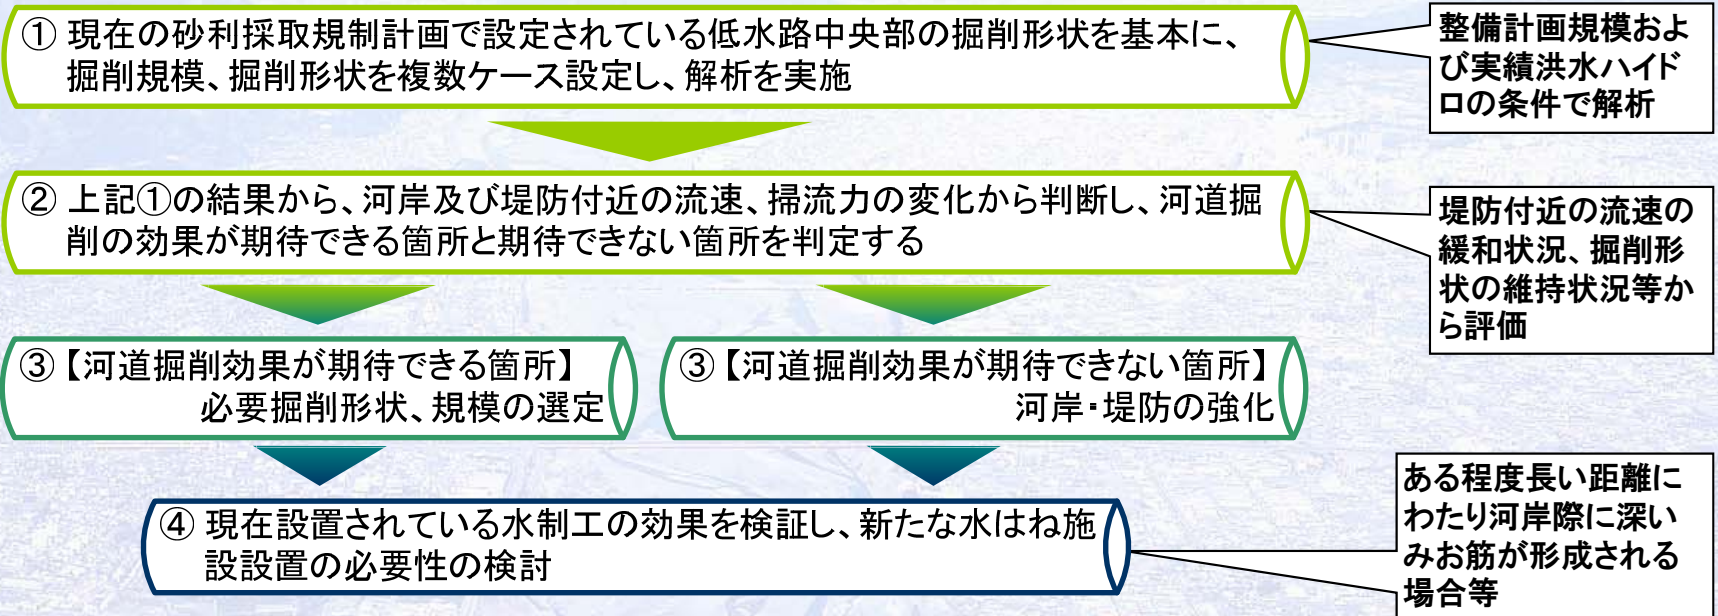 ① 現在の砂利採取規制計画で設定されている低水路中央部の掘削形状を基本に、
掘削規模、掘削形状を複数ケース設定し、解析を実施
整備計画規模およ
び実績洪水ハイド
ロの条件で解析
② 上記①の結果から、河岸及び堤防付近の流速、掃流力の変化から判断し、河道掘
削の効果が期待できる箇所と期待できない箇所を判定する
堤防付近の流速の
緩和状況、掘削形
状の維持状況等か
ら評価
③【河道掘削効果が期待できる箇所】
必要掘削形状、規模の選定
③【河道掘削効果が期待できない箇所】
河岸・堤防の強化
④ 現在設置されている水制工の効果を検証し、新たな水はね施
設設置の必要性の検討
ある程度長い距離に
わたり河岸際に深い
みお筋が形成される
場合等